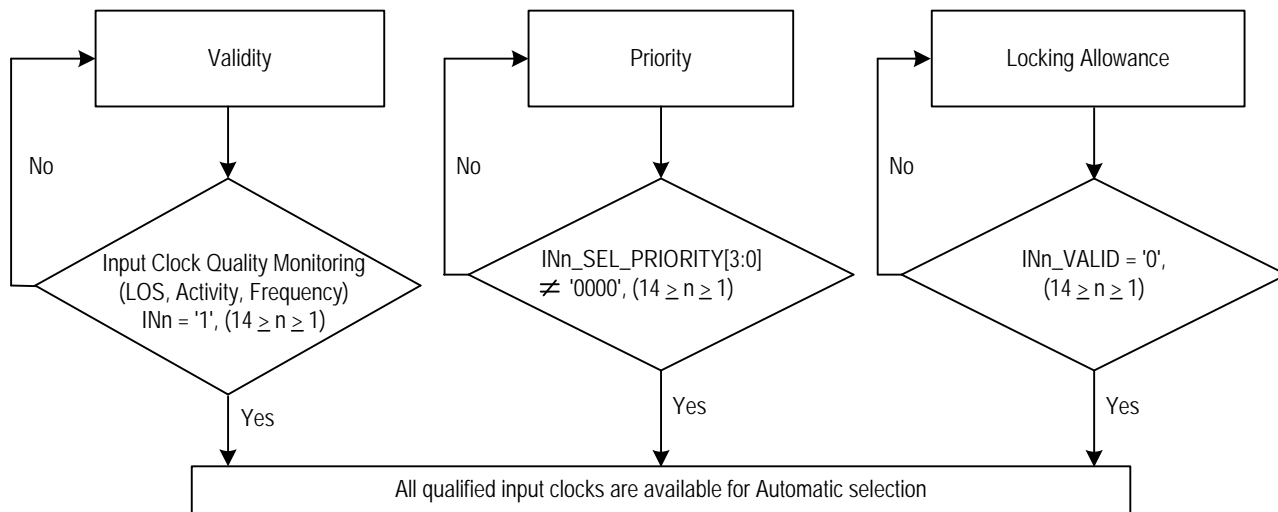 Validity
No
Input Clock Quality Monitoring
(LOS, Activity, Frequency)
INn = '1', (14 ≥ n ≥ 1)
Yes
Priority
No
INn_SEL_PRIORITY[3:0]
≠ '0000', (14 ≥ n ≥ 1)
Yes
Locking Allowance
No
INn_VALID = '0',
(14 ≥ n ≥ 1)
Yes
All qualified input clocks are available for Automatic selection